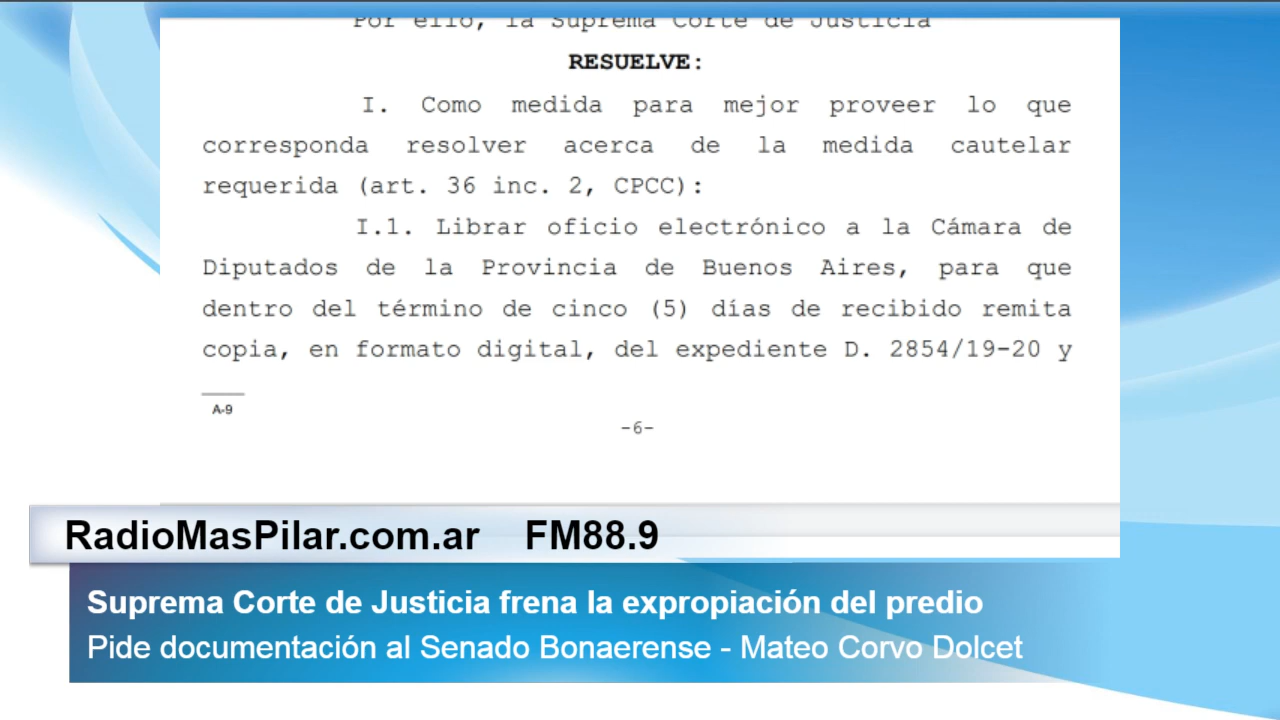 Por ello, la Suprema Corte de Justicia
RESUELVE:
I. Como medida para mejor proveer lo que
corresponda resolver acerca de la medida cautelar
requerida (art. 36 inc. 2, CPCC):
I.1. Librar oficio electrónico a la Cámara de
Diputados de la Provincia de Buenos Aires, para que
dentro del término de cinco (5) días de recibido remita
copia, en formato digital, del expediente D. 2854/19-20 y
A-9
-6-
RadioMasPilar.com.ar FM88.9
Suprema Corte de Justicia frena la expropiación del predio
Pide documentación al Senado Bonaerense - Mateo Corvo Dolcet